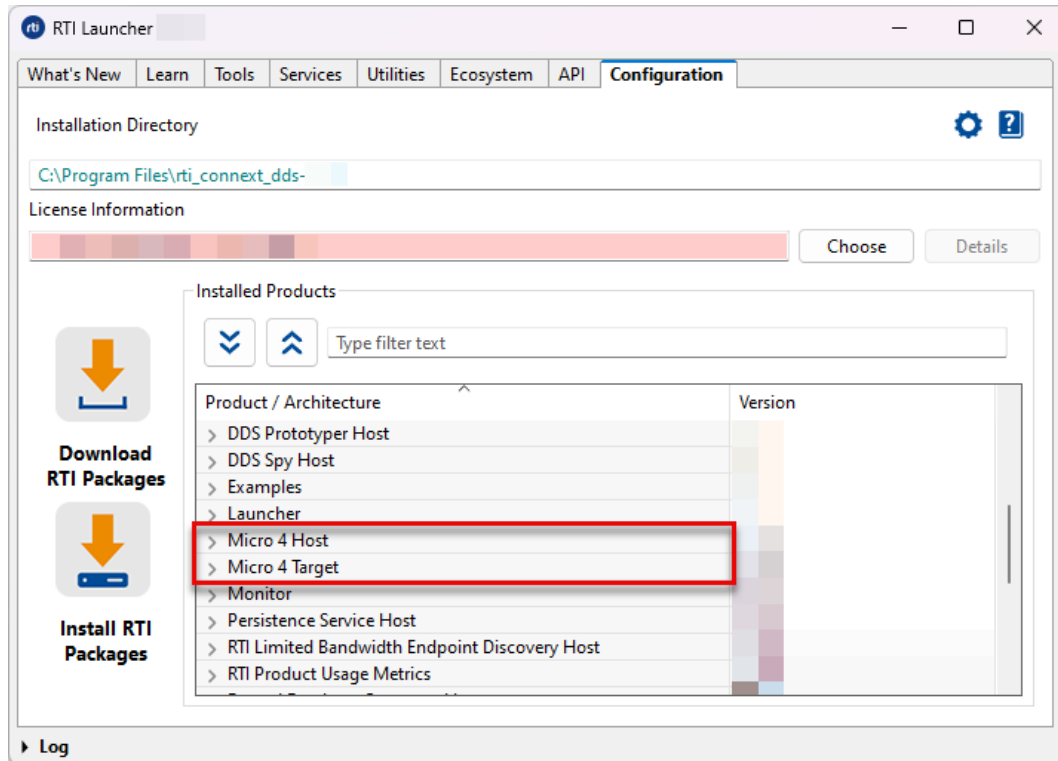 rti RTI Launcher
What's New Learn Tools Services Utilities Ecosystem API Configuration
Installation Directory
C:\Program Files\rti_connext_dds-
License Information
Choose Details
Installed Products
Type filter text
Product / Architecture Version
DDS Prototyper Host
DDS Spy Host
Examples
Launcher
Micro 4 Host
Micro 4 Target
Monitor
Persistence Service Host
RTI Limited Bandwidth Endpoint Discovery Host
RTI Product Usage Metrics
Download
RTI Packages
Install RTI
Packages
Log